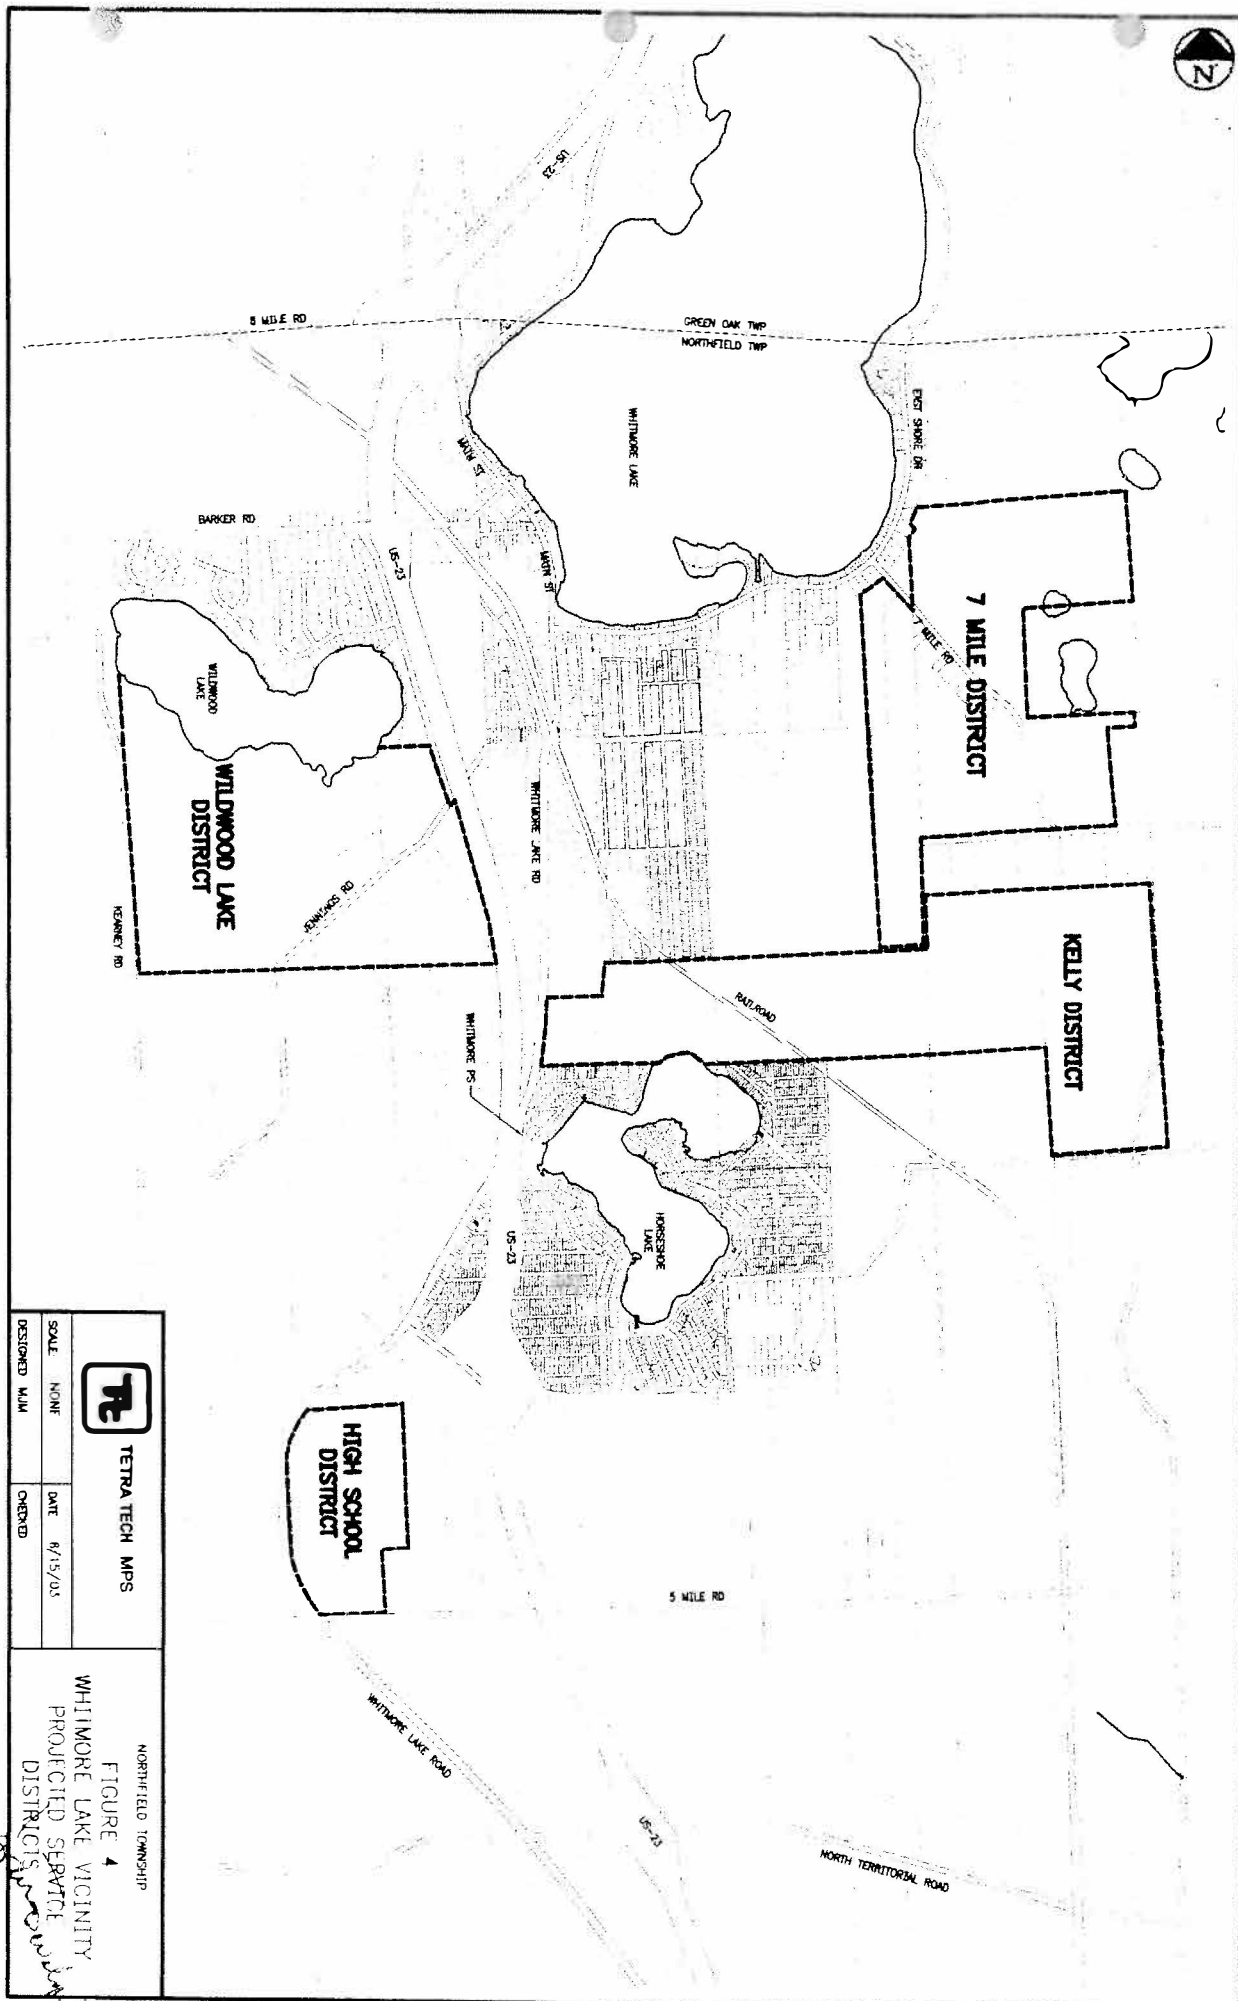 N
US-23
8 MILE RD
GREEN OAK TWP
NORTHFIELD TWP
EAST SHORE DR
WHITMORE LAKE
MAIN ST
BARKER RD
US-23
MAIN ST
7 MILE RD
7 MILE DISTRICT
WILDWOOD
LAKE
WILDWOOD LAKE
DISTRICT
WHITMORE LAKE RD
JENNINGS RD
KEARNEY RD
KELLY DISTRICT
RAILROAD
WHITMORE PS
HORSESHOE
LAKE
US-23
HIGH SCHOOL
DISTRICT
5 MILE RD
WHITMORE LAKE ROAD
US-23
NORTH TERRITORIAL ROAD
TETRA TECH MPS
SCALE NONE
DATE 8/15/03
DESIGNED MJM
CHECKED
NORTHFIELD TOWNSHIP
FIGURE 4
WHITMORE LAKE VICINITY
PROJECTED SERVICE
DISTRICTS